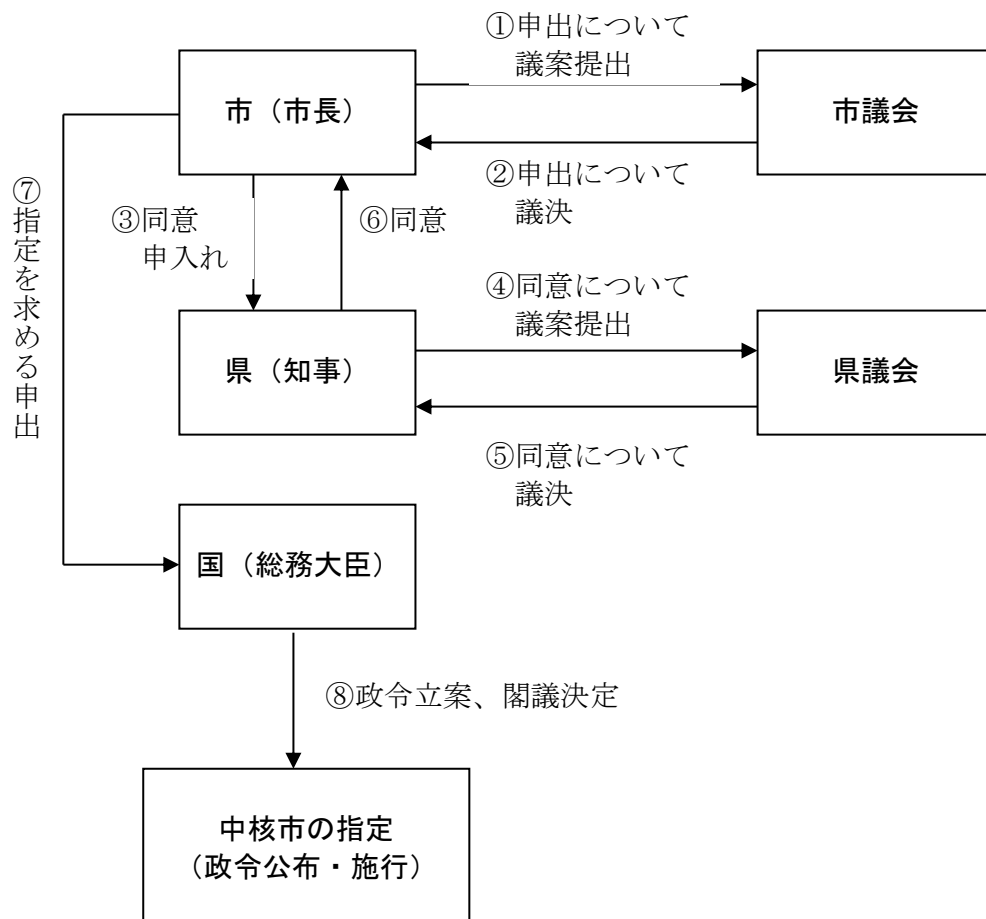 ①申出について
議案提出
市（市長）
市議会
②申出について
議決
⑦指定を求める申出
③同意
申入れ
⑥同意
④同意について
議案提出
県（知事）
県議会
⑤同意について
議決
国（総務大臣）
⑧政令立案、閣議決定
中核市の指定
（政令公布・施行）